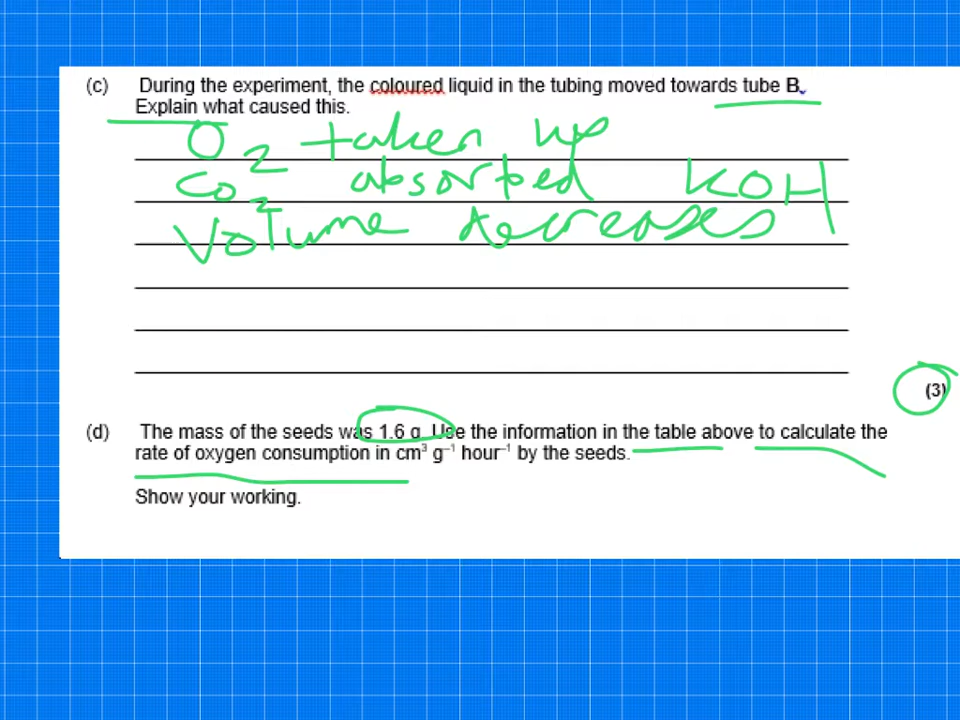 (c) During the experiment, the coloured liquid in the tubing moved towards tube B.
Explain what caused this.
O2 taken up
CO2 absorbed KOH
Volume decreases
(3)
(d) The mass of the seeds was 1.6 g. Use the information in the table above to calculate the
rate of oxygen consumption in cm³ g⁻¹ hour⁻¹ by the seeds.
Show your working.